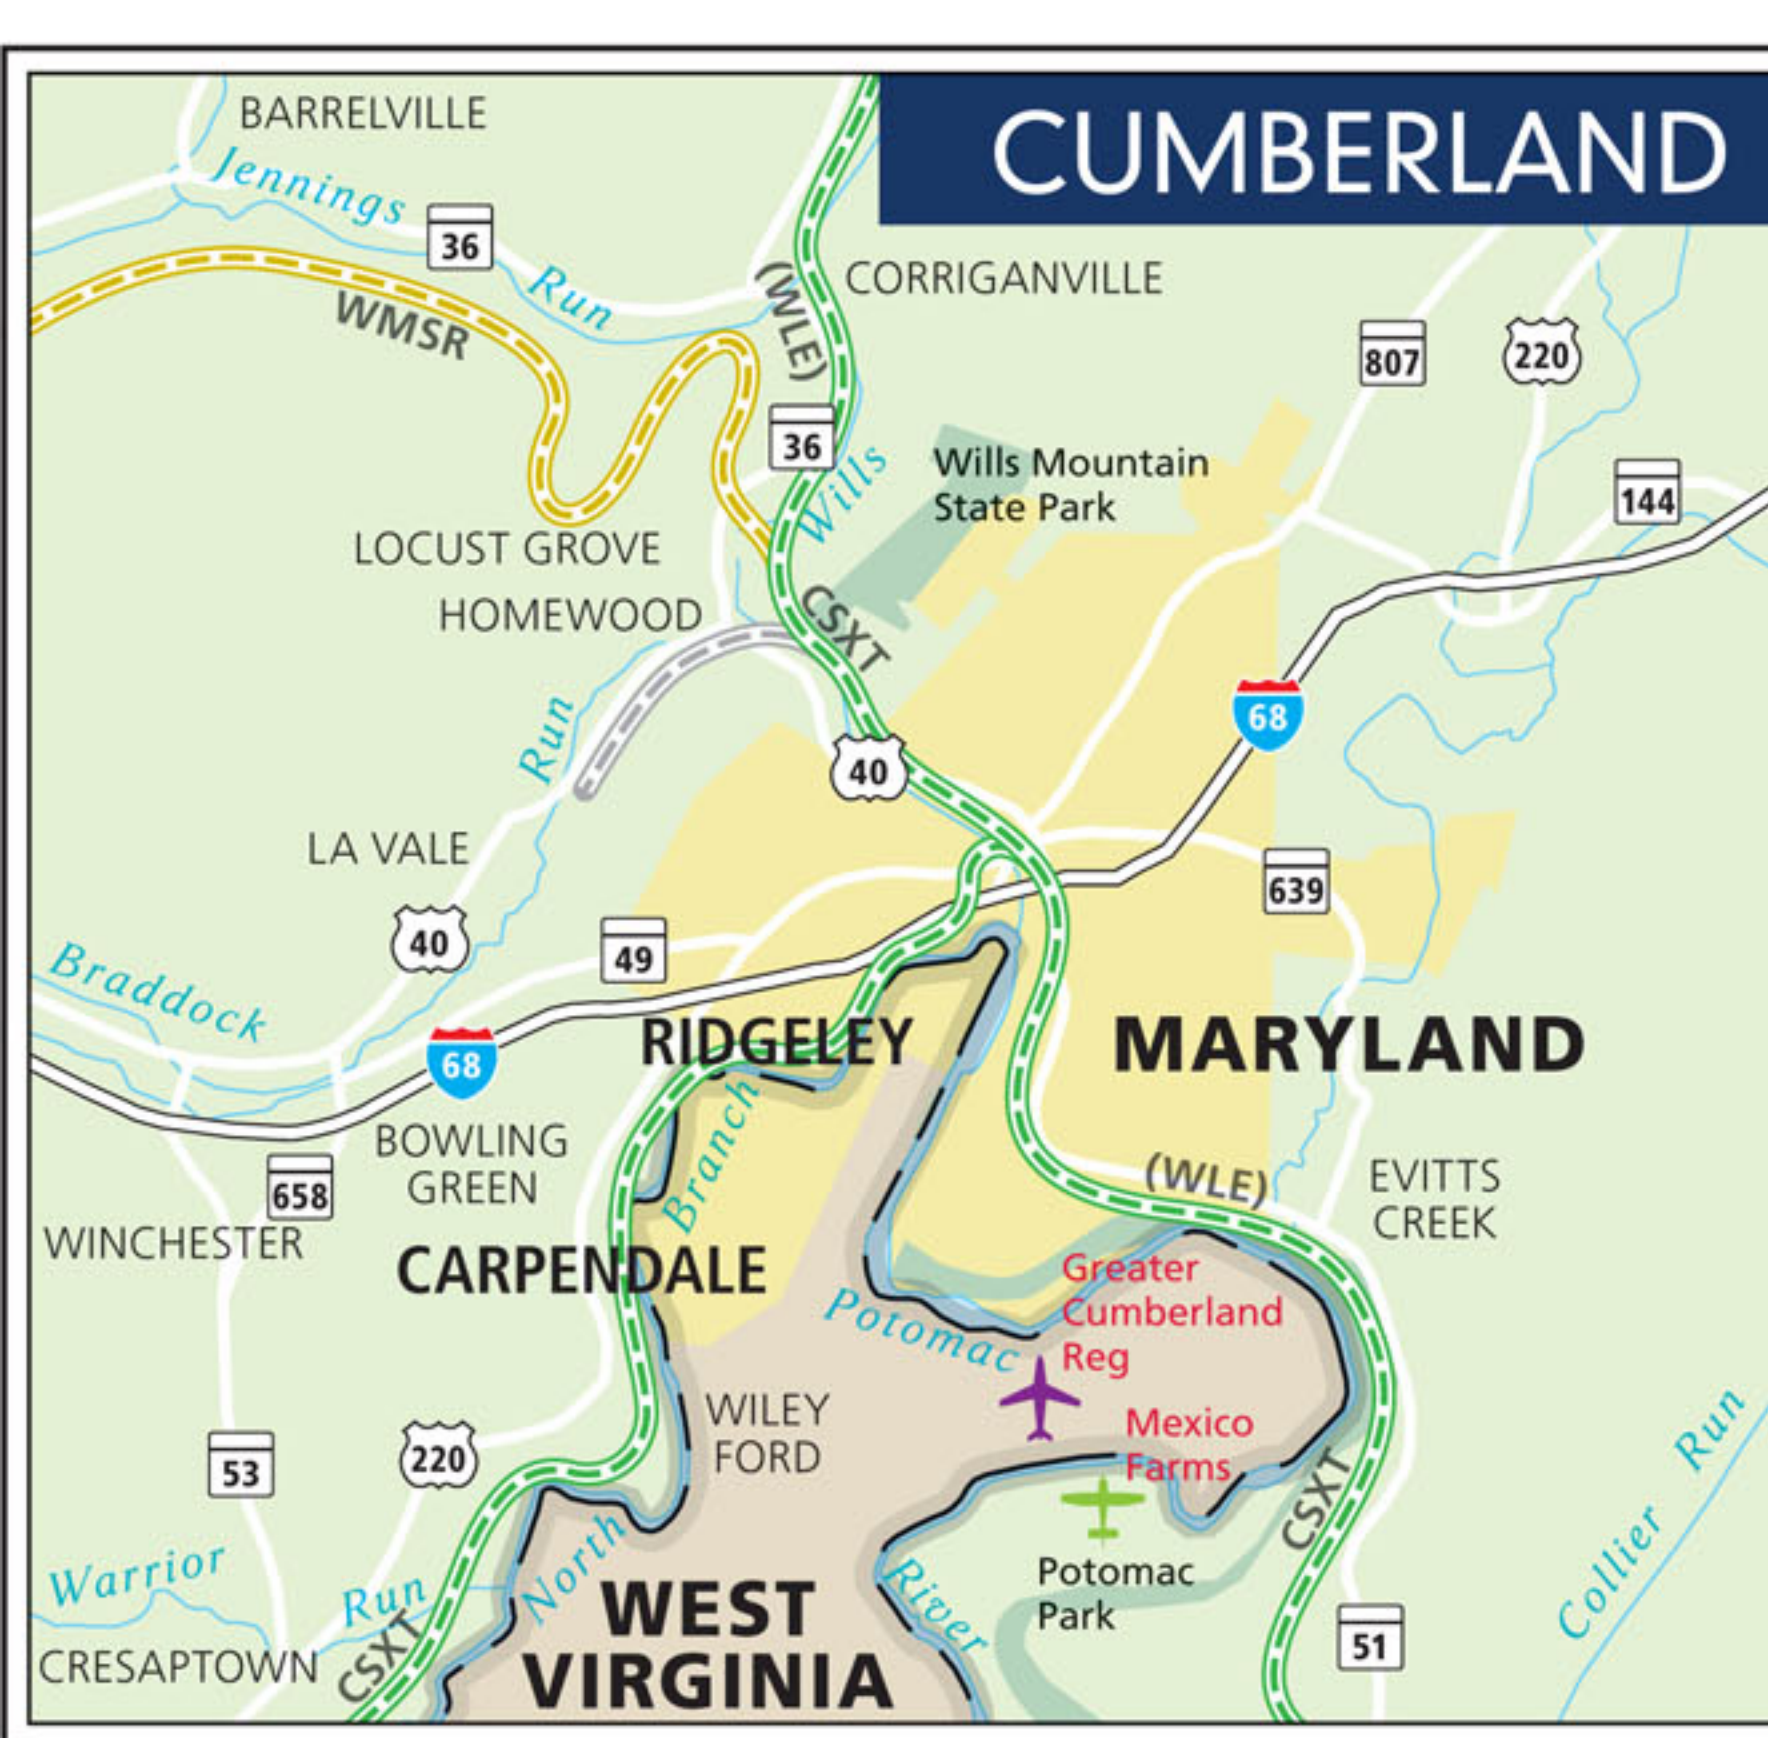 CUMBERLAND
BARRELVILLE
Jennings
36
Run
(WLE)
CORRIGANVILLE
WMSR
807
220
36
Wills
Wills Mountain
State Park
144
LOCUST GROVE
HOMEWOOD
CSXT
68
Run
40
LA VALE
639
40
49
Braddock
RIDGELEY
MARYLAND
68
BOWLING
GREEN
Branch
(WLE)
EVITTS
CREEK
658
WINCHESTER
CARPENDALE
Greater
Cumberland
Reg
Potomac
WILEY
FORD
Mexico
Farms
53
220
CSXT
Run
Collier
North
Potomac
Park
River
Warrior
Run
WEST
VIRGINIA
51
CRESAPTOWN
CSXT